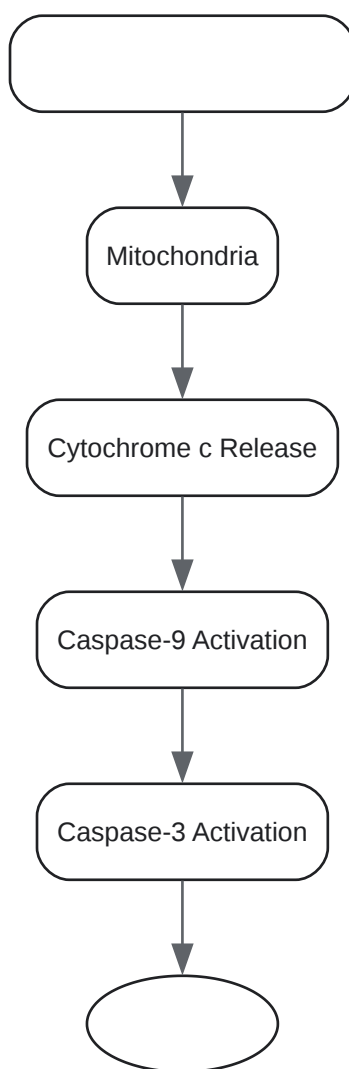 Mitochondria
Cytochrome c Release
Caspase-9 Activation
Caspase-3 Activation